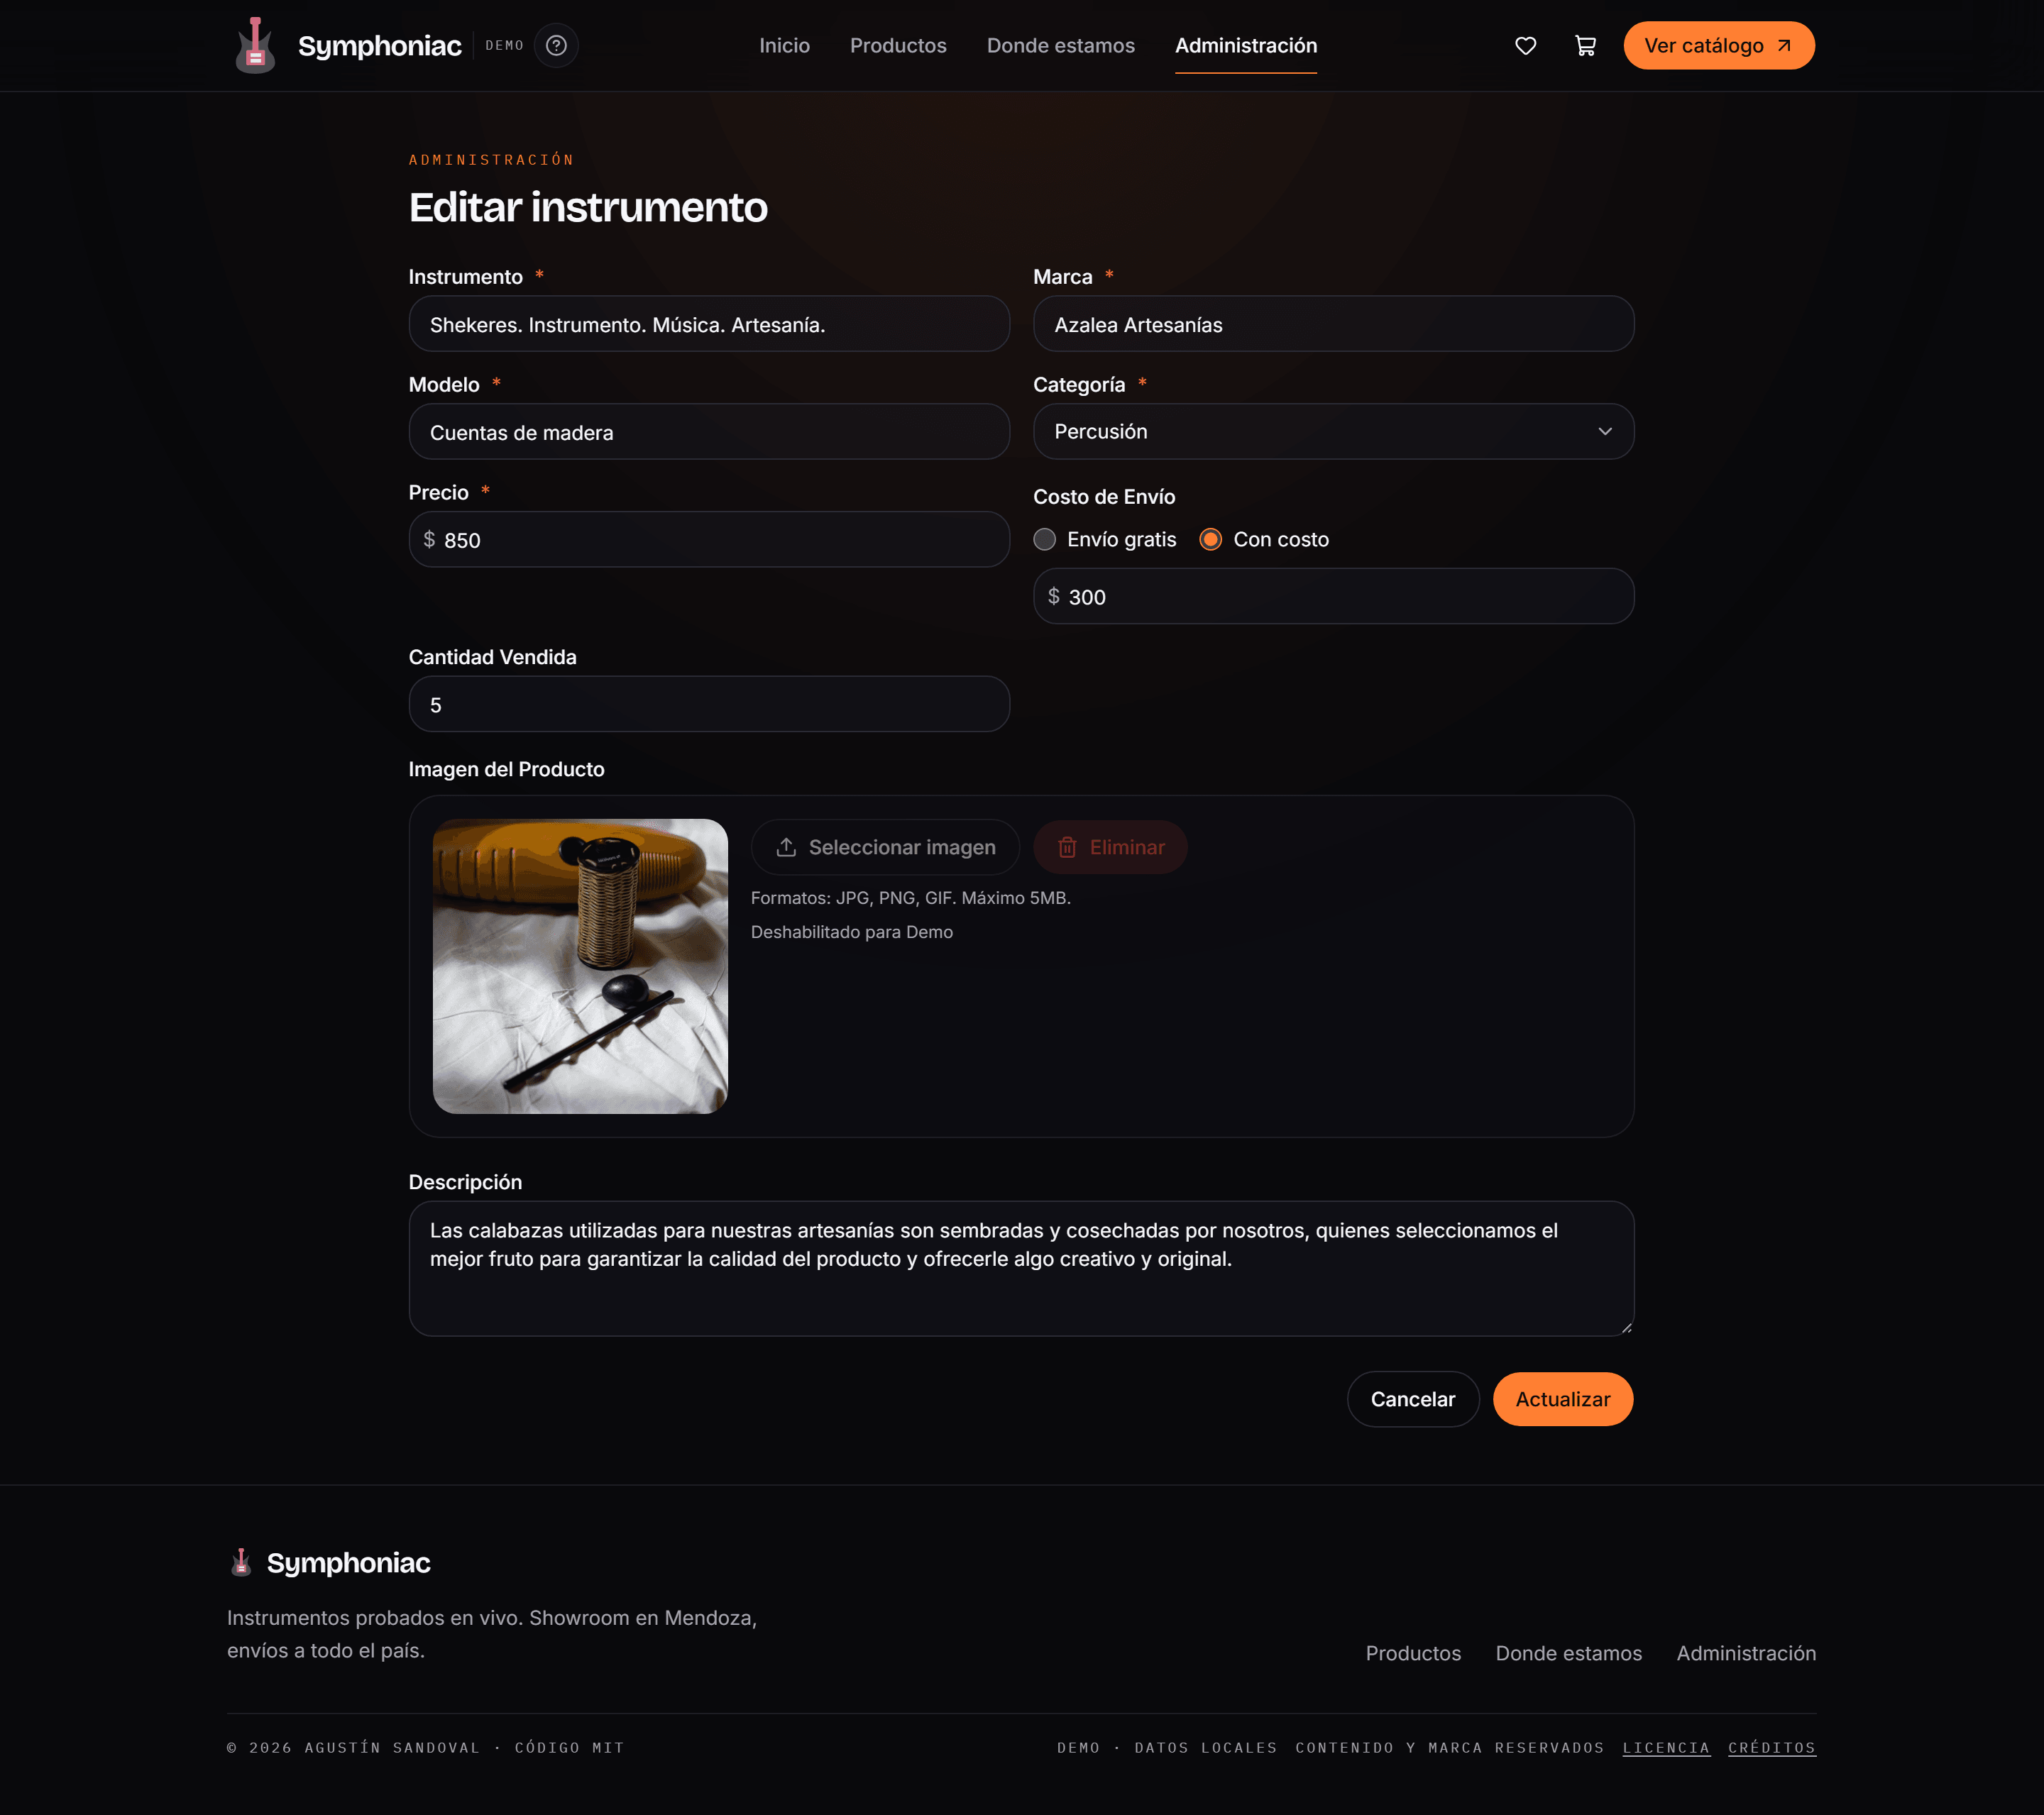 Symphoniac
DEMO
Inicio
Productos
Donde estamos
Administración
Ver catálogo
ADMINISTRACIÓN
Editar instrumento
Instrumento *
Shekeres. Instrumento. Música. Artesanía.
Marca *
Azalea Artesanías
Modelo *
Cuentas de madera
Categoría *
Percusión
Precio *
$ 850
Costo de Envío
Envío gratis
Con costo
$ 300
Cantidad Vendida
5
Imagen del Producto
Seleccionar imagen
Eliminar
Formatos: JPG, PNG, GIF. Máximo 5MB.
Deshabilitado para Demo
Descripción
Las calabazas utilizadas para nuestras artesanías son sembradas y cosechadas por nosotros, quienes seleccionamos el
mejor fruto para garantizar la calidad del producto y ofrecerle algo creativo y original.
Cancelar
Actualizar
Symphoniac
Instrumentos probados en vivo. Showroom en Mendoza,
envíos a todo el país.
Productos
Donde estamos
Administración
© 2026 AGUSTÍN SANDOVAL · CÓDIGO MIT
DEMO · DATOS LOCALES
CONTENIDO Y MARCA RESERVADOS
LICENCIA
CRÉDITOS